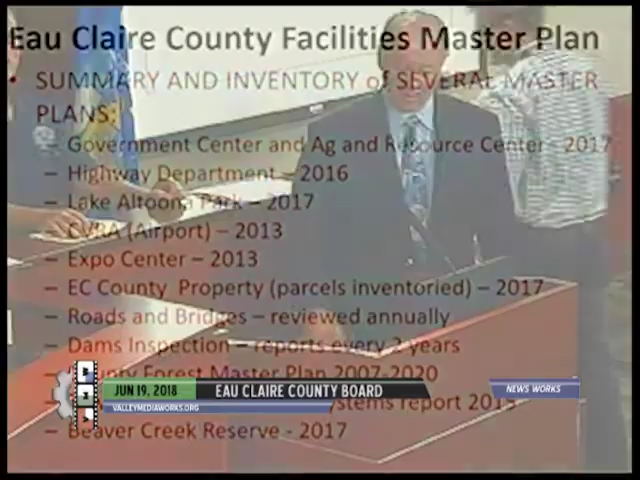 Eau Claire County Facilities Master Plan
• SUMMARY AND INVENTORY of SEVERAL MASTER
PLANS:
– Government Center and Ag and Resource Center - 2017
– Highway Department – 2016
– Lake Altoona Park – 2017
– CVRA (Airport) – 2013
– Expo Center – 2013
– EC County Property (parcels inventoried) – 2017
– Roads and Bridges – reviewed annually
– Dams Inspection – reports every 2 years
Forest Master Plan 2007-2020
JUN 19, 2018 EAU CLAIRE COUNTY BOARD NEWS WORKS
VALLEYMEDIAWORKS.ORG
report
– Beaver Creek Reserve - 2017